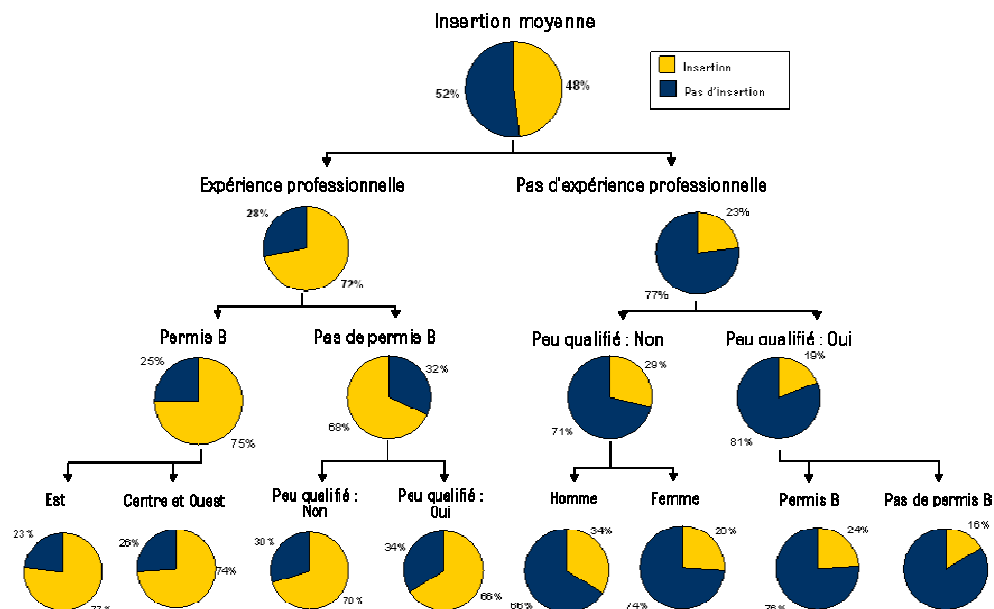 Insertion moyenne
Insertion
Pas d'insertion
52%
48%
Expérience professionnelle
Pas d'expérience professionnelle
28%
72%
23%
77%
Permis B
Pas de permis B
Peu qualifié : Non
Peu qualifié : Oui
25%
75%
32%
68%
29%
71%
19%
81%
Est
Centre et Ouest
Peu qualifié :
Non
Peu qualifié :
Oui
Homme
Femme
Permis B
Pas de permis B
23%
26%
74%
30%
70%
34%
66%
34%
66%
74%
24%
76%
16%